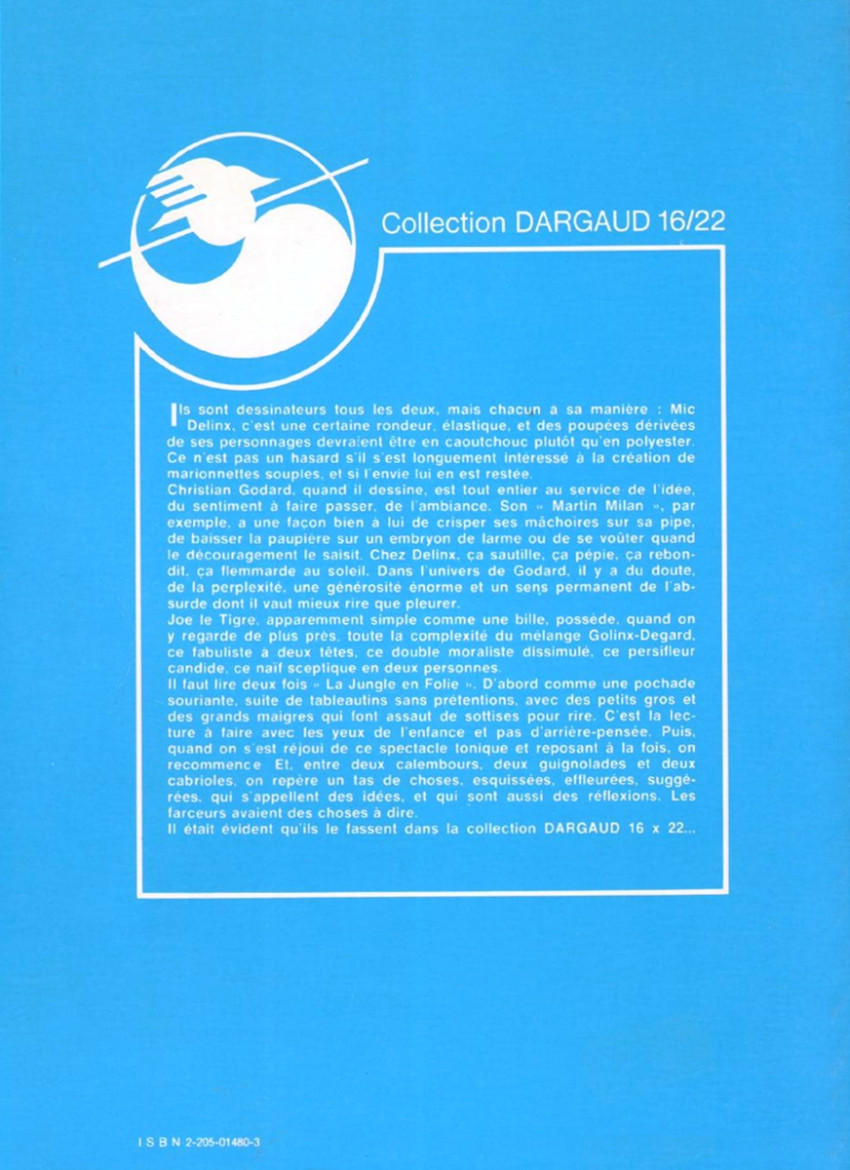 Collection DARGAUD 16/22
Ils sont dessinateurs tous les deux, mais chacun a sa manière : Mic
Delinx, c'est une certaine rondeur, élastique, et des poupées dérivées
de ses personnages devraient être en caoutchouc plutôt qu'en polyester.
Ce n'est pas un hasard s'il s'est longuement intéressé à la création de
marionnettes souples, et si l'envie lui en est restée.
Christian Godard, quand il dessine, est tout entier au service de l'idée,
du sentiment à faire passer, de l'ambiance. Son « Martin Milan », par
exemple, a une façon bien à lui de crisper ses mâchoires sur sa pipe,
de baisser la paupière sur un embryon de larme ou de se voûter quand
le découragement le saisit. Chez Delinx, ça sautille, ça pépie, ça rebon-
dit, ça flemmarde au soleil. Dans l'univers de Godard, il y a du doute,
de la perplexité, une générosité énorme et un sens permanent de l'ab-
surde dont il vaut mieux rire que pleurer.
Joe le Tigre, apparemment simple comme une bille, possède, quand on
y regarde de plus près, toute la complexité du mélange Golinx-Degard,
ce fabuliste à deux têtes, ce double moraliste dissimulé, ce persifleur
candide, ce naïf sceptique en deux personnes.
Il faut lire deux fois « La Jungle en Folie ». D'abord comme une pochade
souriante, suite de tableautins sans prétentions, avec des petits gros et
des grands maigres qui font assaut de sottises pour rire. C'est la lec-
ture à faire avec les yeux de l'enfance et pas d'arrière-pensée. Puis,
quand on s'est réjoui de ce spectacle tonique et reposant à la fois, on
recommence Et, entre deux calembours, deux guignolades et deux
cabrioles, on repère un tas de choses, esquissées, effleurées, suggé-
rées, qui s'appellent des idées, et qui sont aussi des réflexions. Les
farceurs avaient des choses à dire.
Il était évident qu'ils le fassent dans la collection DARGAUD 16 x 22...
ISBN 2-205-01480-3